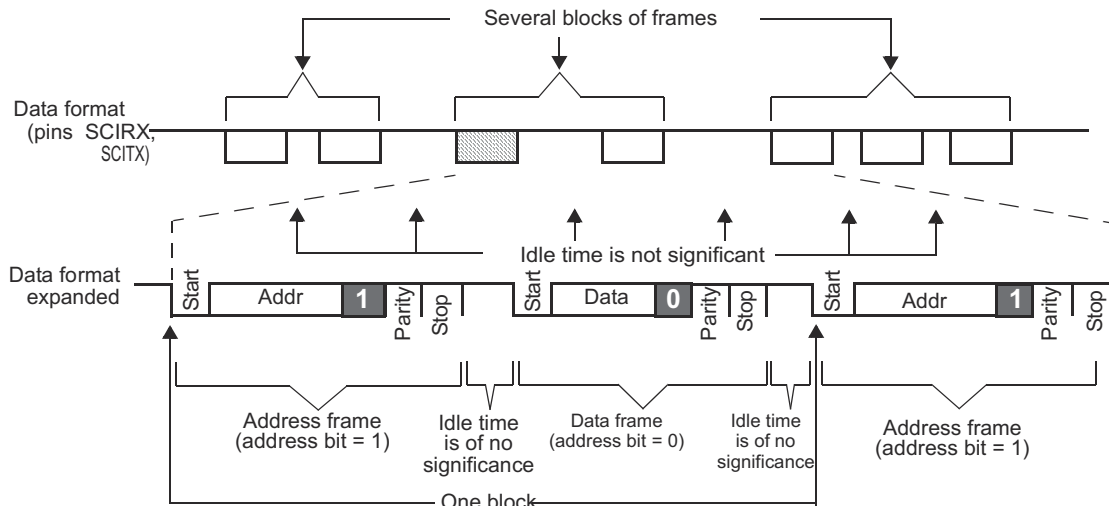 Several blocks of frames
Data format
(pins SCIRX,
SCITX)
Idle time is not significant
Data format
expanded
Start
Addr
1
Parity
Stop
Start
Data
0
Parity
Stop
Start
Addr
1
Parity
Stop
Address frame
(address bit = 1)
Idle time
is of no
significance
Data frame
(address bit = 0)
Idle time
is of no
significance
Address frame
(address bit = 1)
One block